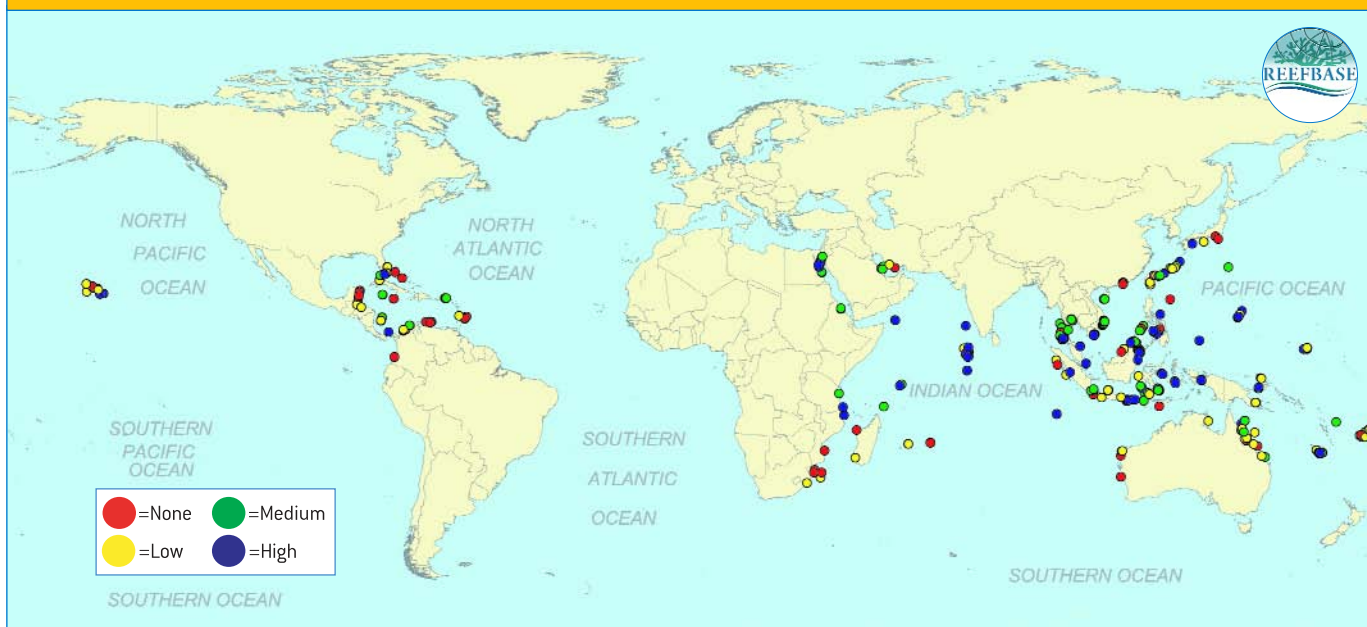 REEFBASE
NORTH
PACIFIC
OCEAN
NORTH
ATLANTIC
OCEAN
PACIFIC OCEAN
INDIAN OCEAN
SOUTHERN
PACIFIC
OCEAN
SOUTHERN
ATLANTIC
OCEAN
=None
=Medium
=Low
=High
SOUTHERN OCEAN
SOUTHERN OCEAN